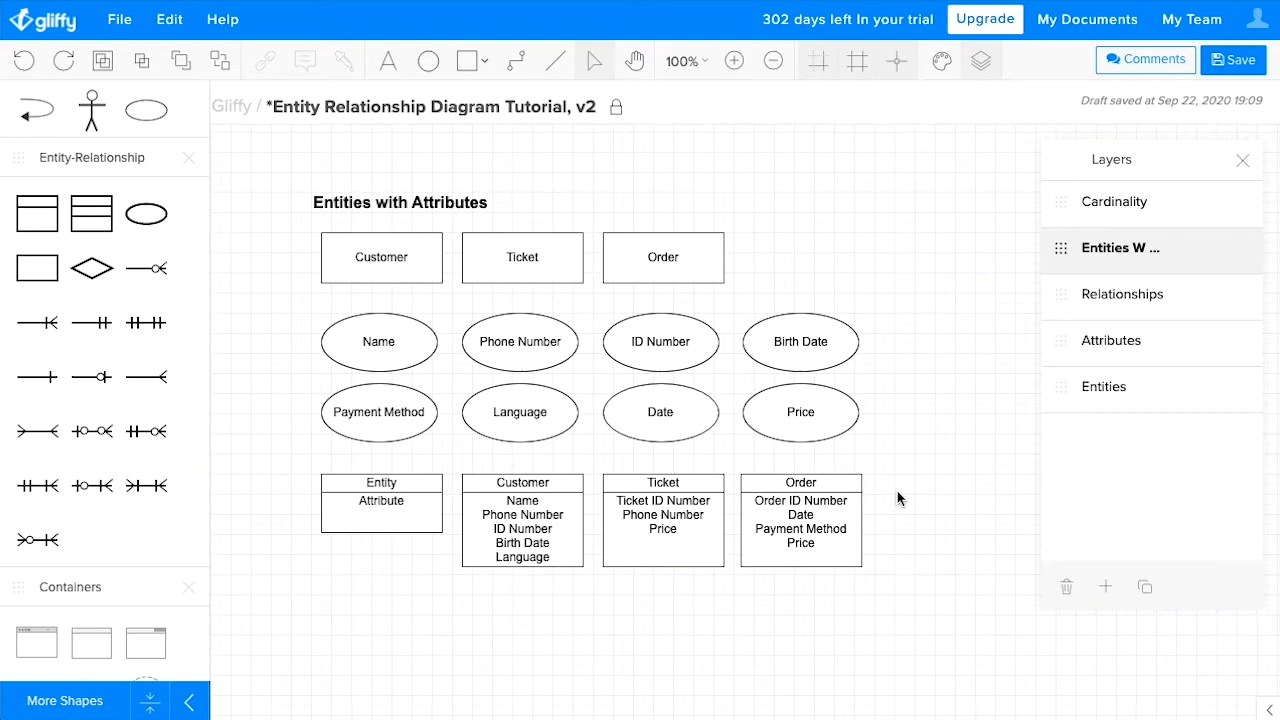 gliffy
File Edit Help
302 days left In your trial
Upgrade
My Documents
My Team
100%
Comments
Save
Gliffy / *Entity Relationship Diagram Tutorial, v2
Draft saved at Sep 22, 2020 19:09
Entity-Relationship
Containers
More Shapes
Entities with Attributes
Customer
Ticket
Order
Name
Phone Number
ID Number
Birth Date
Payment Method
Language
Date
Price
Entity
Attribute
Customer
Name
Phone Number
ID Number
Birth Date
Language
Ticket
Ticket ID Number
Phone Number
Price
Order
Order ID Number
Date
Payment Method
Price
Layers
Cardinality
Entities W ...
Relationships
Attributes
Entities